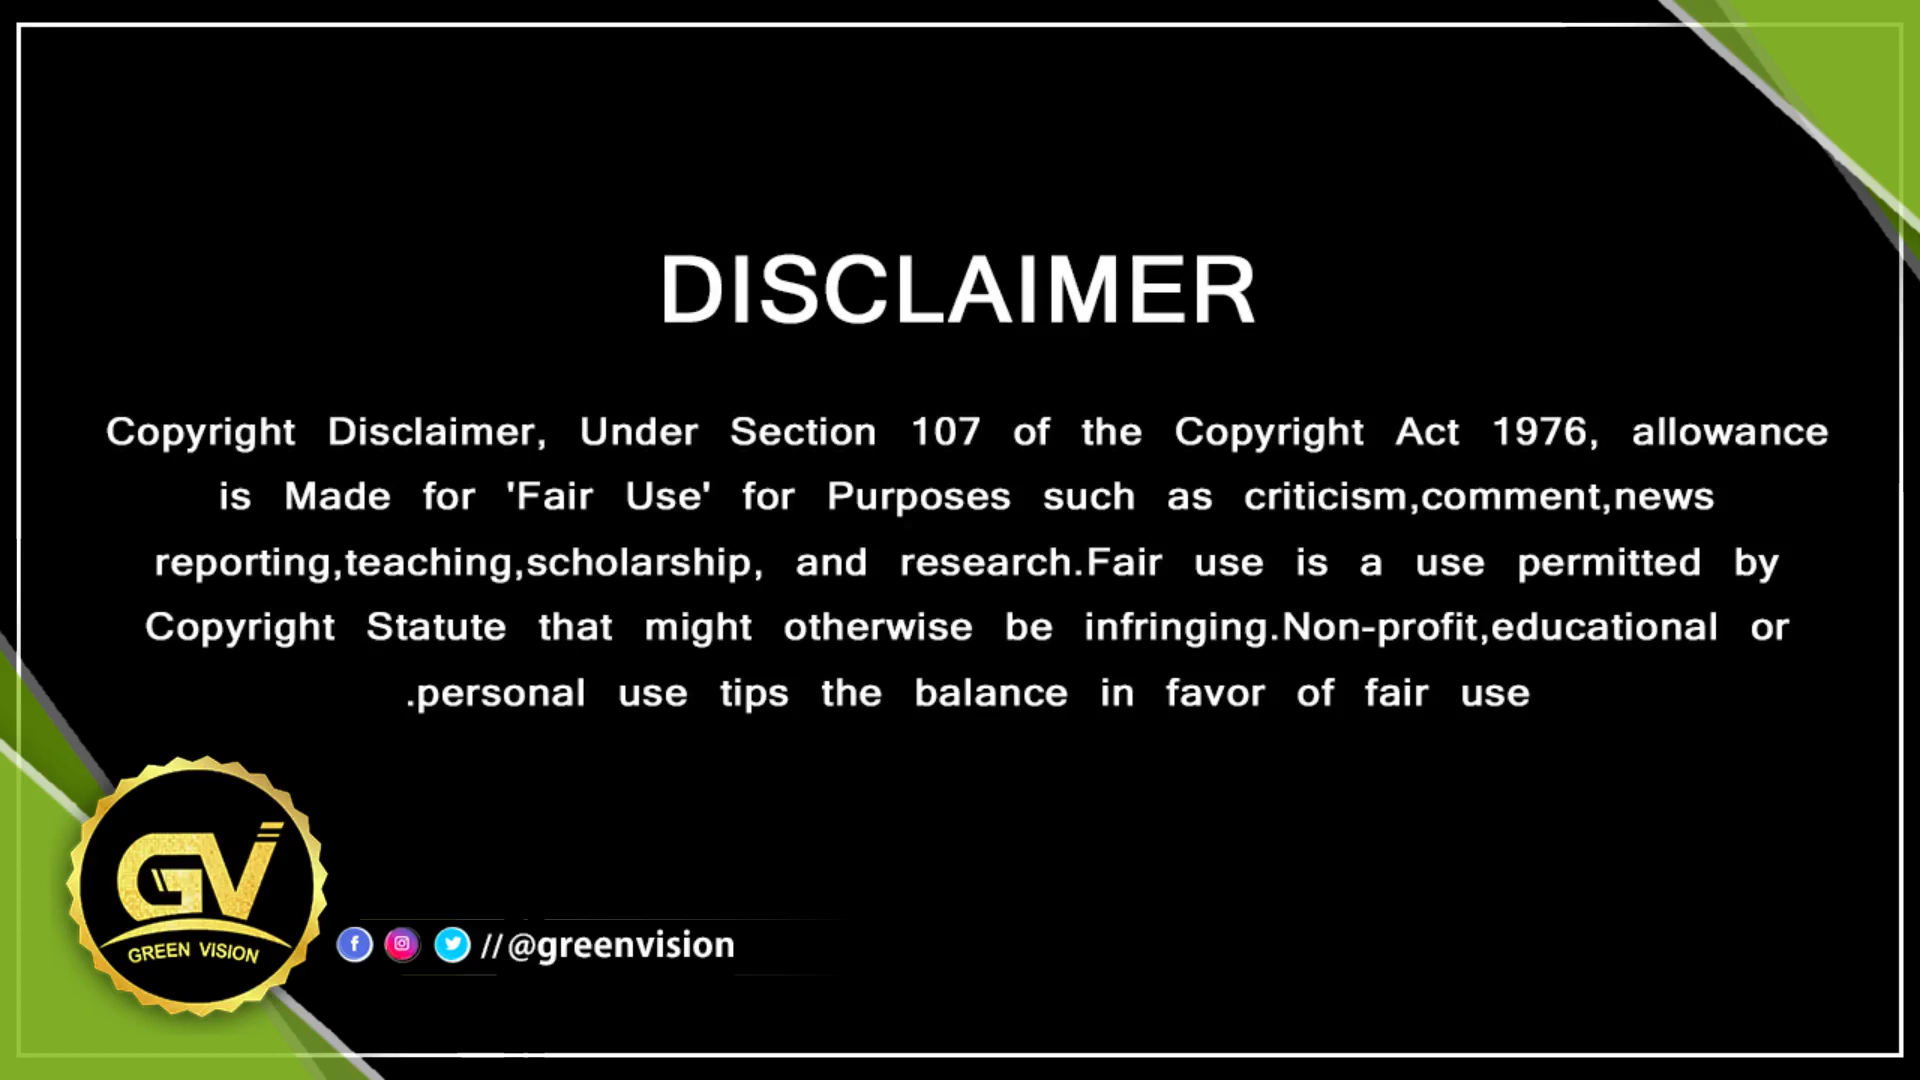 DISCLAIMER
Copyright Disclaimer, Under Section 107 of the Copyright Act 1976, allowance
is Made for 'Fair Use' for Purposes such as criticism,comment,news
reporting,teaching,scholarship, and research.Fair use is a use permitted by
Copyright Statute that might otherwise be infringing.Non-profit,educational or
.personal use tips the balance in favor of fair use
GV
GREEN VISION
//@greenvision